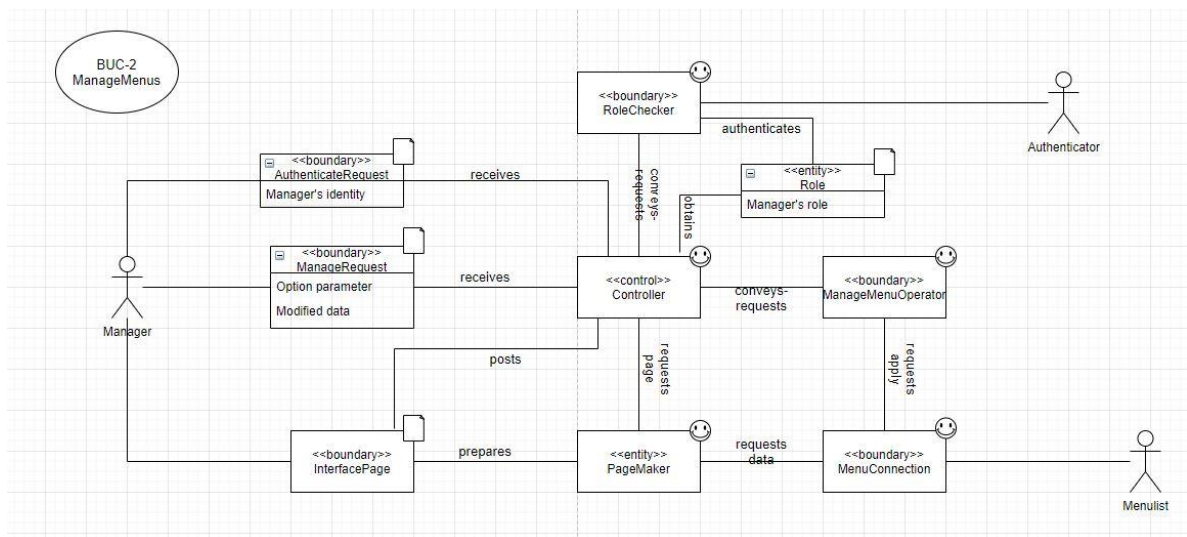 BUC-2
ManageMenus
<<boundary>>
RoleChecker
authenticates
Authenticator
<<boundary>>
AuthenticateRequest
Manager's identity
receives
conveys-
requests
obtains
<<entity>>
Role
Manager's role
<<boundary>>
ManageRequest
Option parameter
Modified data
receives
<<control>>
Controller
conveys-
requests
<<boundary>>
ManageMenuOperator
Manager
posts
requests
page
requests
apply
<<boundary>>
InterfacePage
prepares
<<entity>>
PageMaker
requests
data
<<boundary>>
MenuConnection
Menulist